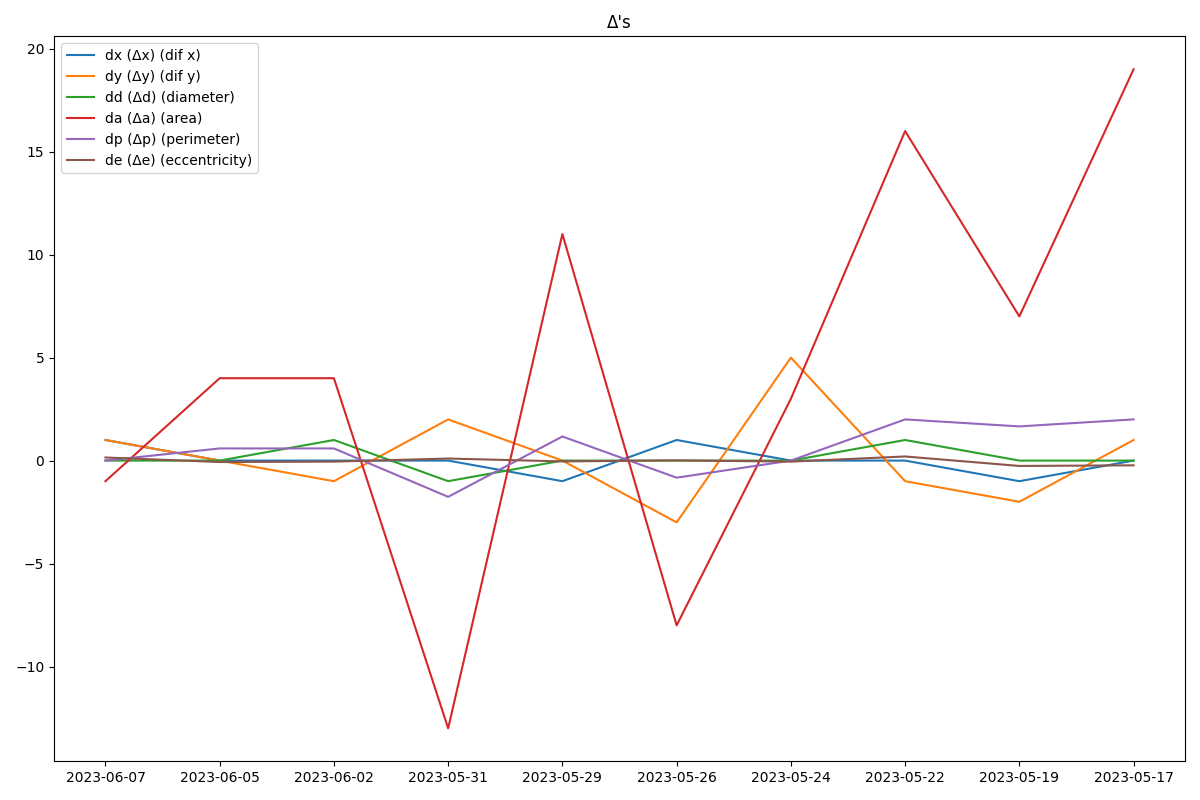 Δ's
dx (Δx) (dif x)
dy (Δy) (dif y)
dd (Δd) (diameter)
da (Δa) (area)
dp (Δp) (perimeter)
de (Δe) (eccentricity)
20
15
10
5
0
−5
−10
2023-06-07 2023-06-05 2023-06-02 2023-05-31 2023-05-29 2023-05-26 2023-05-24 2023-05-22 2023-05-19 2023-05-17